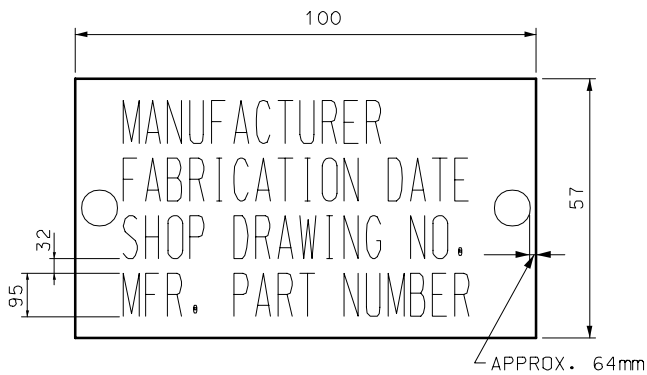 100
MANUFACTURER
FABRICATION DATE
SHOP DRAWING NO.
MFR. PART NUMBER
57
32
95
APPROX. 64mm